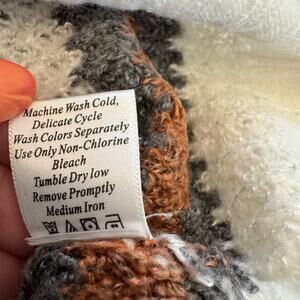 Machine Wash Cold,
Delicate Cycle
Wash Colors Separately
Use Only Non-Chlorine
Bleach
Tumble Dry low
Remove Promptly
Medium Iron